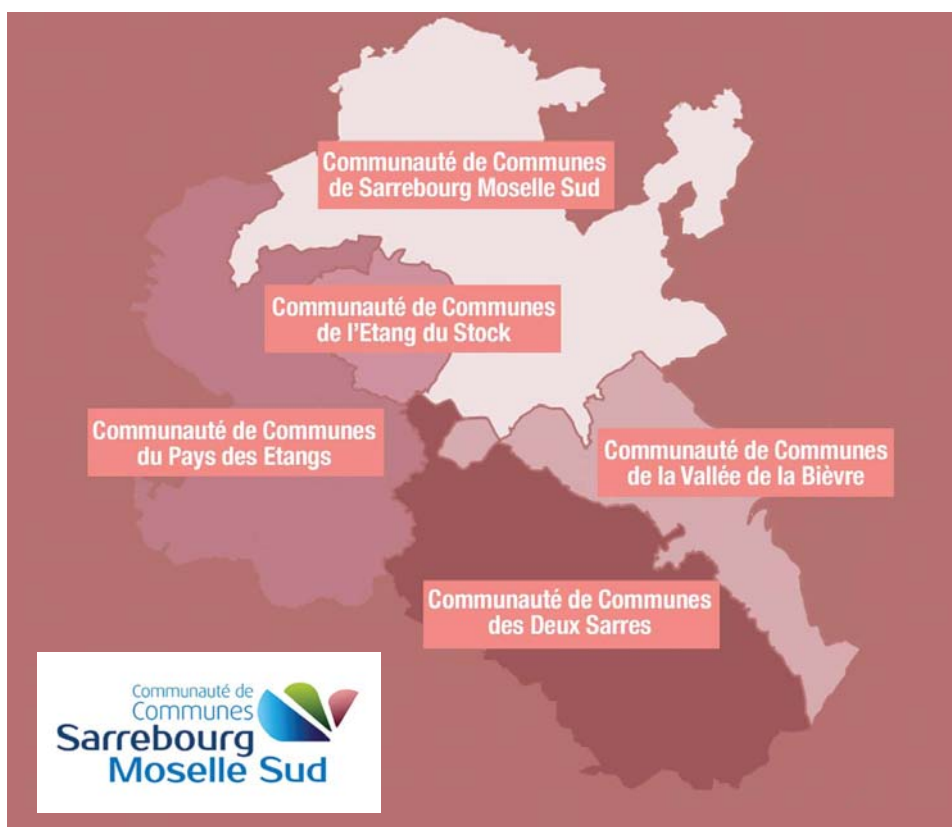 Communauté de Communes
de Sarrebourg Moselle Sud
Communauté de Communes
de l'Etang du Stock
Communauté de Communes
du Pays des Etangs
Communauté de Communes
de la Vallée de la Bièvre
Communauté de Communes
des Deux Sarres
Communauté de
Communes
Sarrebourg
Moselle Sud